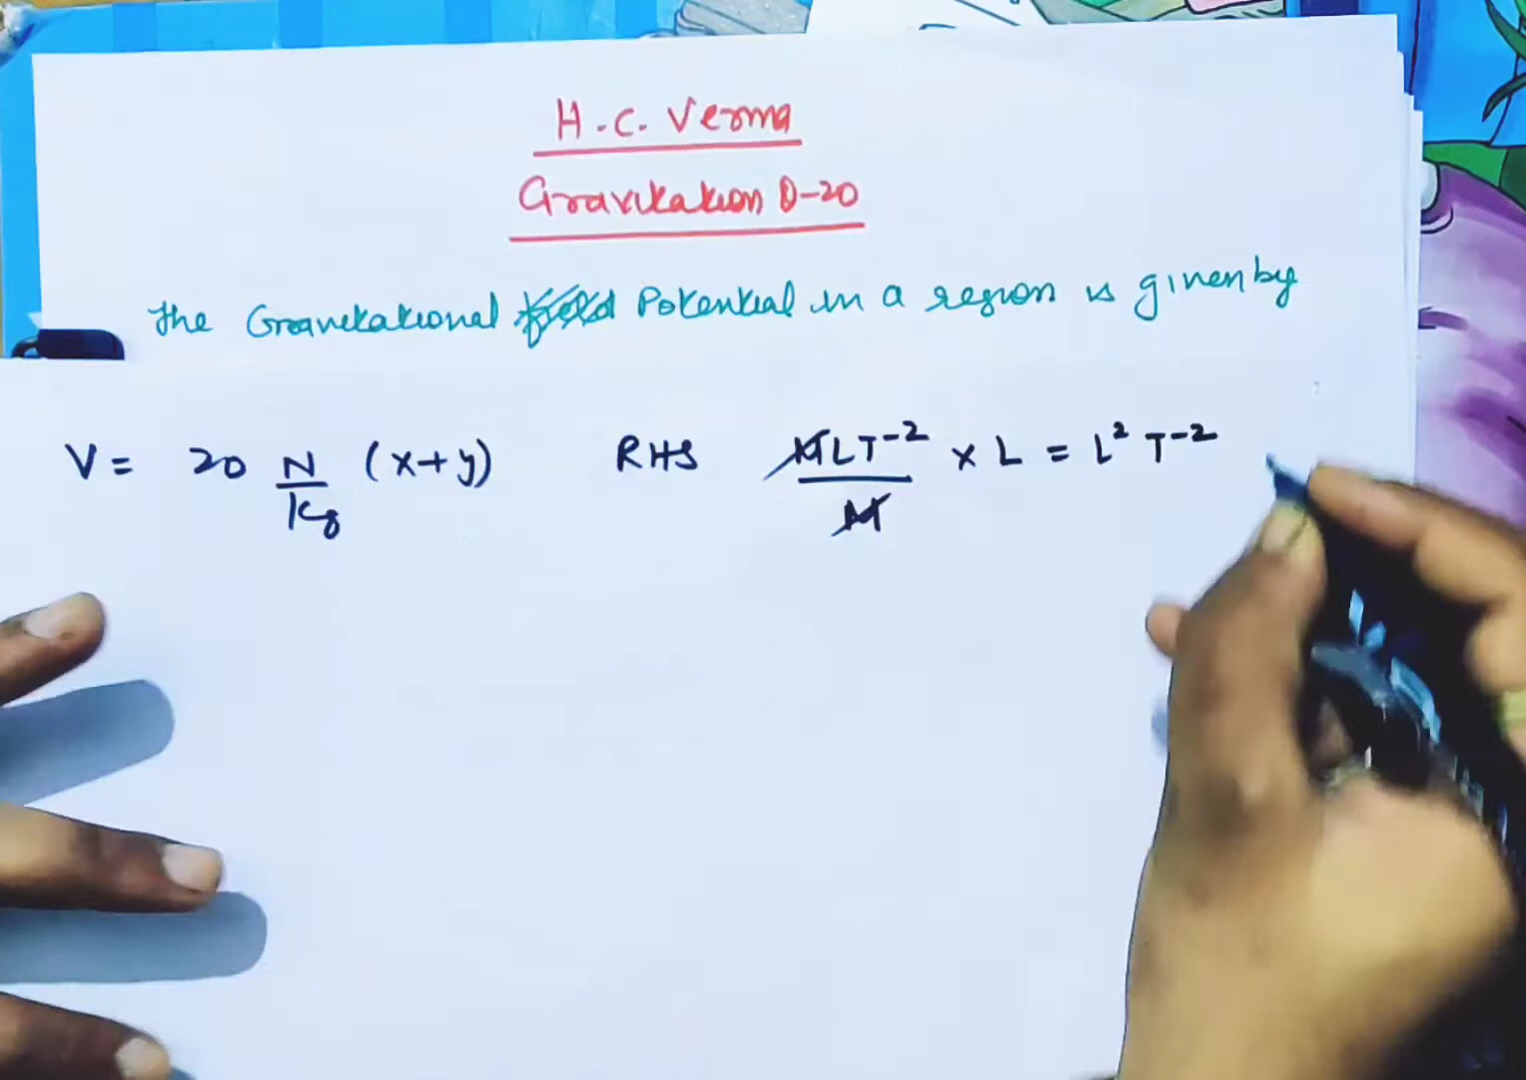 H.C. Verma
Gravitation Q-20
The Gravitational field Potential in a region is given by
V = 20 N/kg (x+y) RHS MLT⁻²/M × L = L² T⁻²